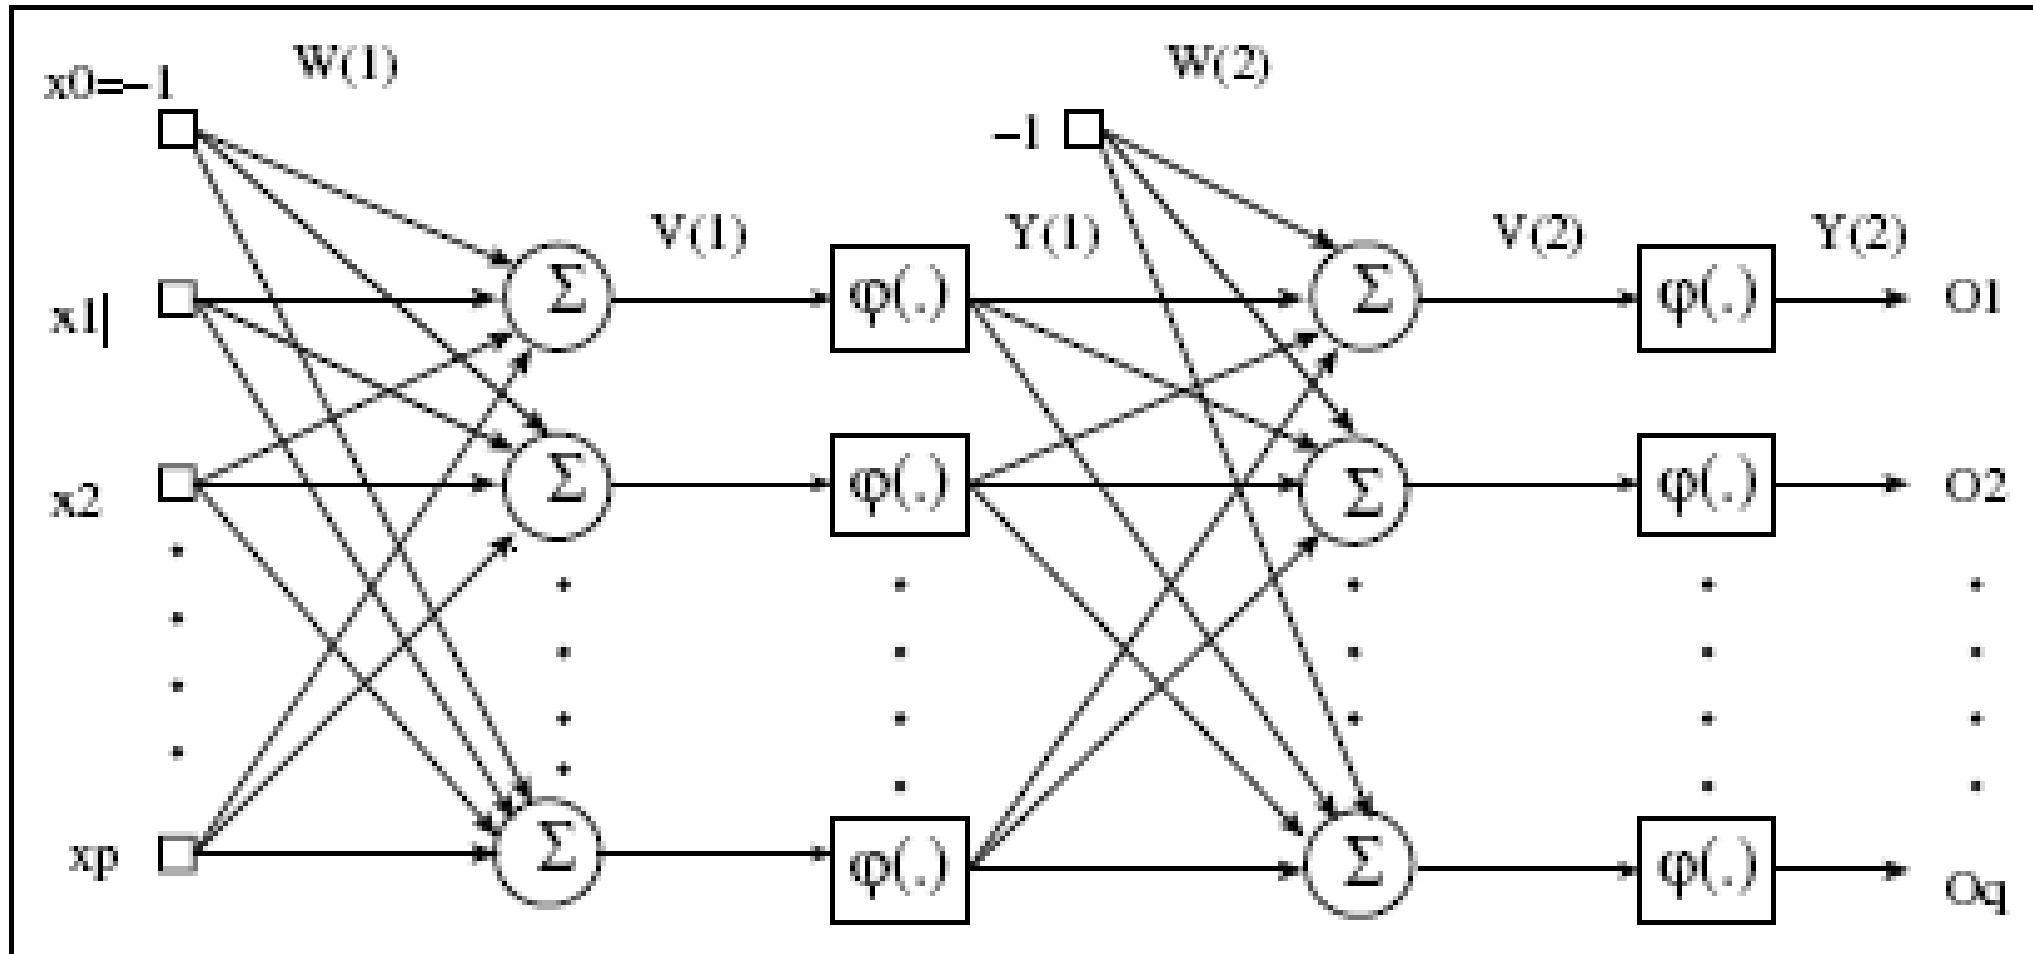 W(1) W(2)
x0=−1
−1
V(1) Y(1) V(2) Y(2)
x1| Σ φ(.) Σ φ(.) O1
x2 Σ φ(.) Σ φ(.) O2
xp Σ φ(.) Σ φ(.) Oq